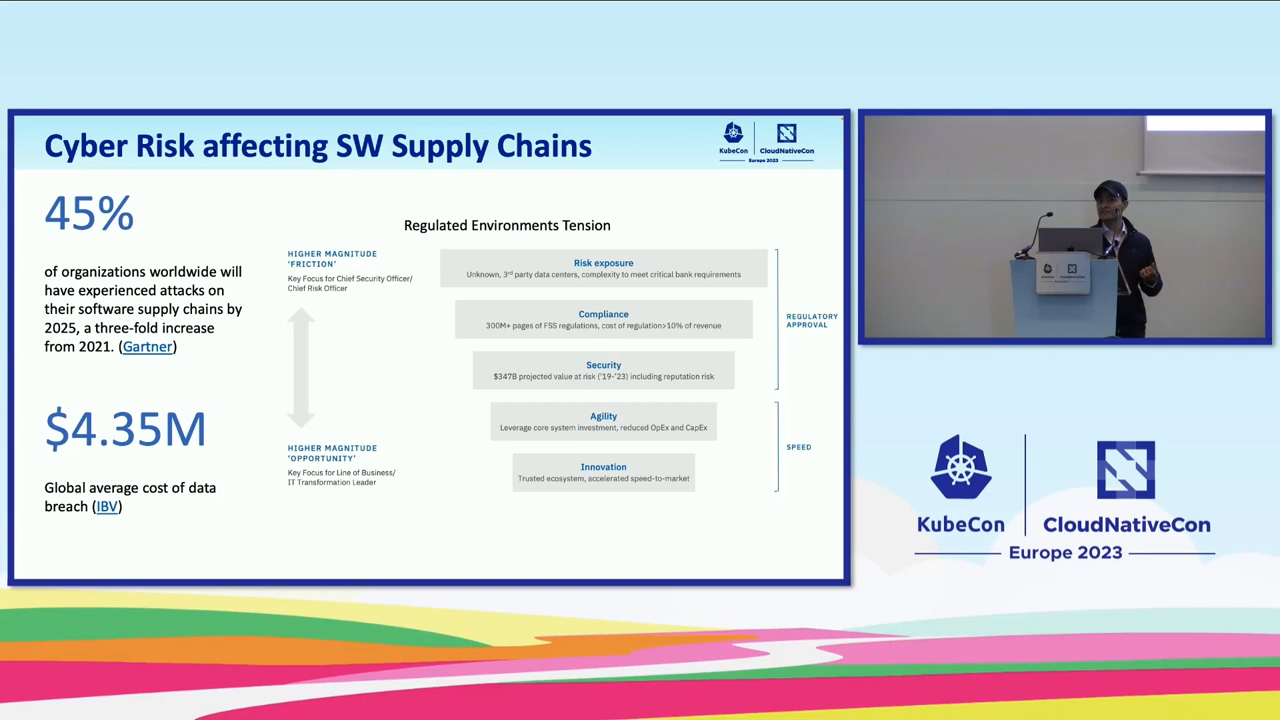 Cyber Risk affecting SW Supply Chains
KubeCon
CloudNativeCon
Europe 2023
45%
of organizations worldwide will
have experienced attacks on
their software supply chains by
2025, a three-fold increase
from 2021. (Gartner)
$4.35M
Global average cost of data
breach (IBV)
Regulated Environments Tension
HIGHER MAGNITUDE
‘FRICTION’
Key Focus for Chief Security Officer/
Chief Risk Officer
HIGHER MAGNITUDE
‘OPPORTUNITY’
Key Focus for Line of Business/
IT Transformation Leader
Risk exposure
Unknown, 3rd party data centers, complexity to meet critical bank requirements
Compliance
300M+ pages of FSS regulations, cost of regulation>10% of revenue
Security
$347B projected value at risk (’19-’23) including reputation risk
Agility
Leverage core system investment, reduced OpEx and CapEx
Innovation
Trusted ecosystem, accelerated speed-to-market
REGULATORY
APPROVAL
SPEED
KubeCon
CloudNativeCon
Europe 2023